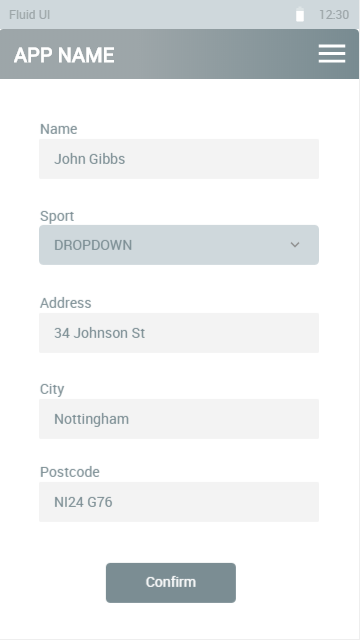 Fluid UI 12:30
APP NAME
Name
John Gibbs
Sport
DROPDOWN
Address
34 Johnson St
City
Nottingham
Postcode
NI24 G76
Confirm